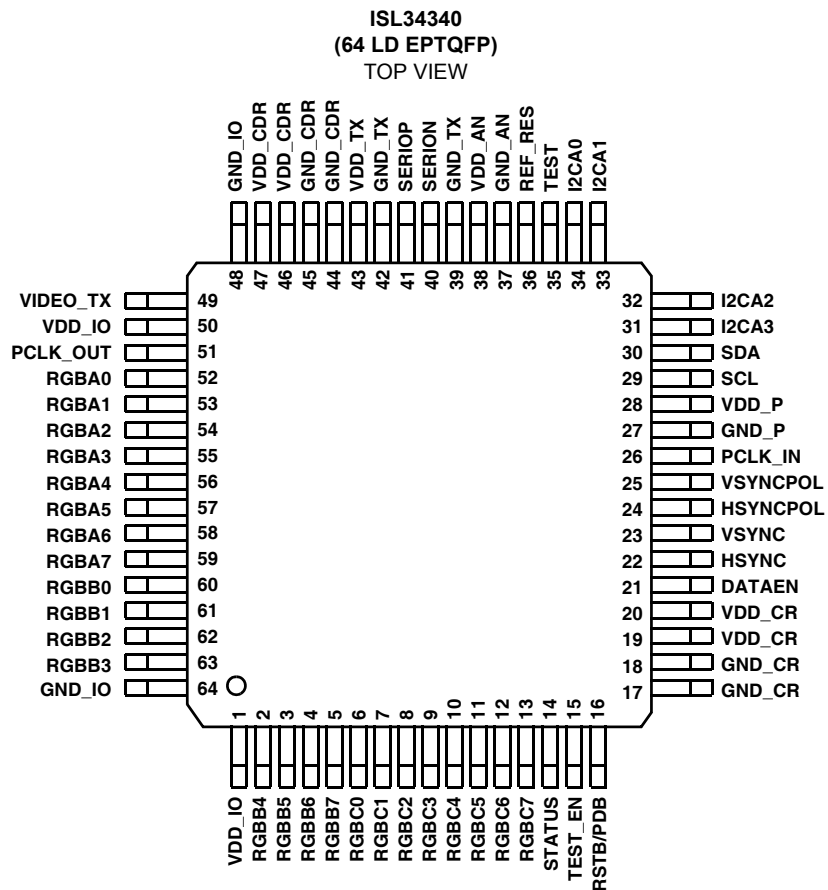 ISL34340
(64 LD EPTQFP)
TOP VIEW
GND_IO
VDD_CDR
VDD_CDR
GND_CDR
GND_CDR
VDD_TX
GND_TX
SERIOP
SERION
GND_TX
VDD_AN
GND_AN
REF_RES
TEST
I2CA0
I2CA1
48 47 46 45 44 43 42 41 40 39 38 37 36 35 34 33
VIDEO_TX 49 32 I2CA2
VDD_IO 50 31 I2CA3
PCLK_OUT 51 30 SDA
RGBA0 52 29 SCL
RGBA1 53 28 VDD_P
RGBA2 54 27 GND_P
RGBA3 55 26 PCLK_IN
RGBA4 56 25 VSYNCPOL
RGBA5 57 24 HSYNCPOL
RGBA6 58 23 VSYNC
RGBA7 59 22 HSYNC
RGBB0 60 21 DATAEN
RGBB1 61 20 VDD_CR
RGBB2 62 19 VDD_CR
RGBB3 63 18 GND_CR
GND_IO 64 17 GND_CR
1 2 3 4 5 6 7 8 9 10 11 12 13 14 15 16
VDD_IO
RGBB4
RGBB5
RGBB6
RGBB7
RGBC0
RGBC1
RGBC2
RGBC3
RGBC4
RGBC5
RGBC6
RGBC7
STATUS
TEST_EN
RSTB/PDB